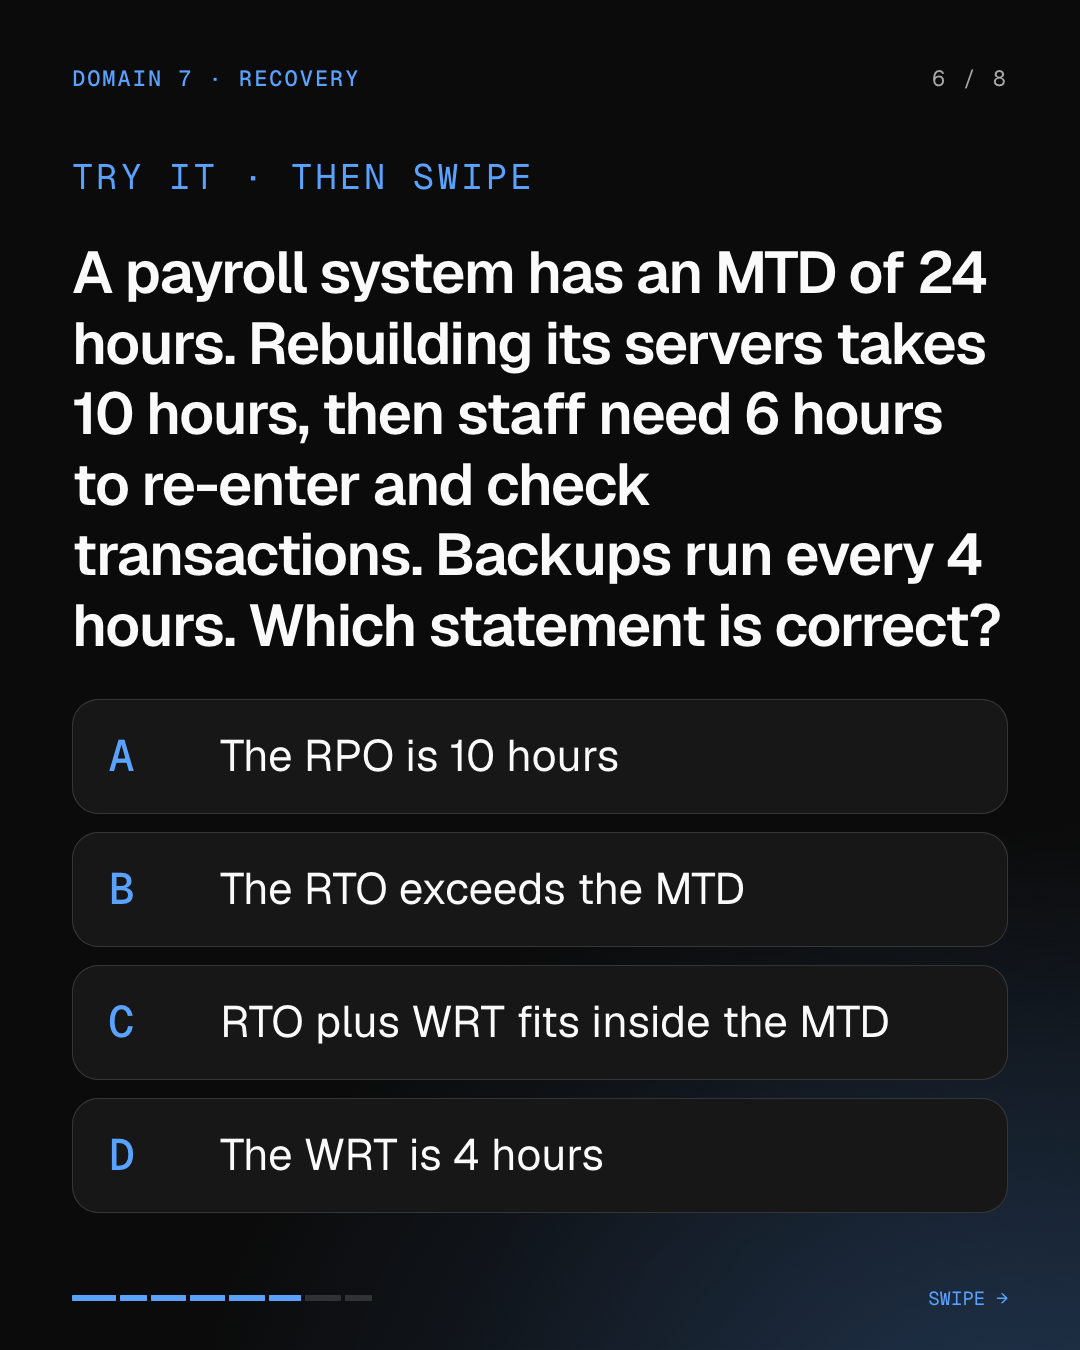 DOMAIN 7 · RECOVERY
6 / 8
TRY IT · THEN SWIPE
A payroll system has an MTD of 24
hours. Rebuilding its servers takes
10 hours, then staff need 6 hours
to re-enter and check
transactions. Backups run every 4
hours. Which statement is correct?
A The RPO is 10 hours
B The RTO exceeds the MTD
C RTO plus WRT fits inside the MTD
D The WRT is 4 hours
SWIPE →